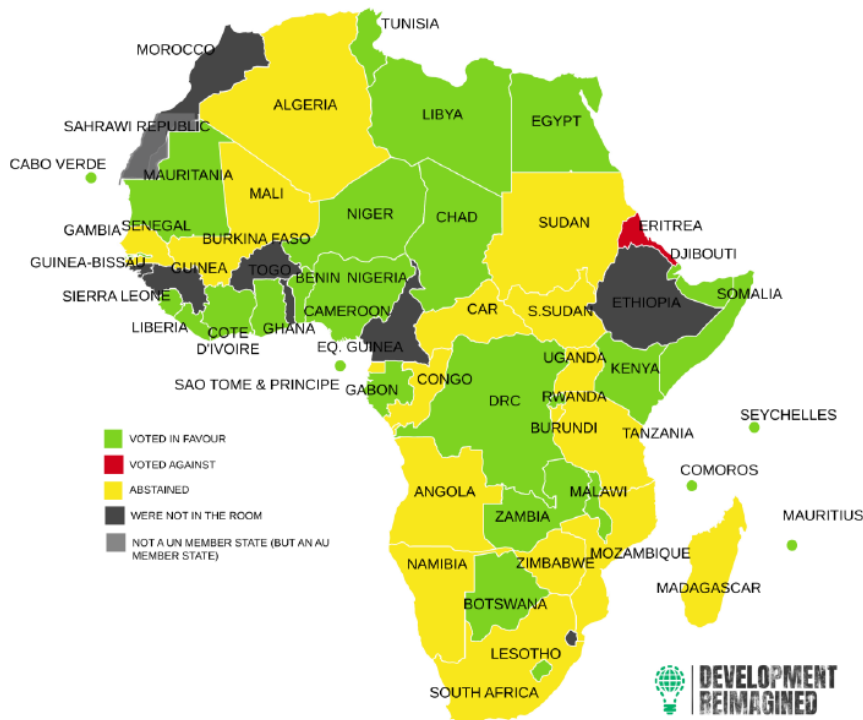 TUNISIA
MOROCCO
ALGERIA
LIBYA
EGYPT
SAHRAWI REPUBLIC
CABO VERDE
MAURITANIA
MALI
NIGER
CHAD
SUDAN
ERITREA
SENEGAL
GAMBIA
BURKINA FASO
DJIBOUTI
GUINEA-BISSAU
GUINEA
TOGO
BENIN
NIGERIA
SOMALIA
SIERRA LEONE
ETHIOPIA
CAMEROON
CAR
S.SUDAN
LIBERIA
COTE
D'IVOIRE
GHANA
EQ. GUINEA
UGANDA
KENYA
SAO TOME & PRINCIPE
GABON
CONGO
DRC
RWANDA
BURUNDI
TANZANIA
SEYCHELLES
COMOROS
ANGOLA
MALAWI
ZAMBIA
MAURITIUS
MOZAMBIQUE
NAMIBIA
ZIMBABWE
MADAGASCAR
BOTSWANA
LESOTHO
SOUTH AFRICA
VOTED IN FAVOUR
VOTED AGAINST
ABSTAINED
WERE NOT IN THE ROOM
NOT A UN MEMBER STATE (BUT AN AU
MEMBER STATE)
DEVELOPMENT
REIMAGINED